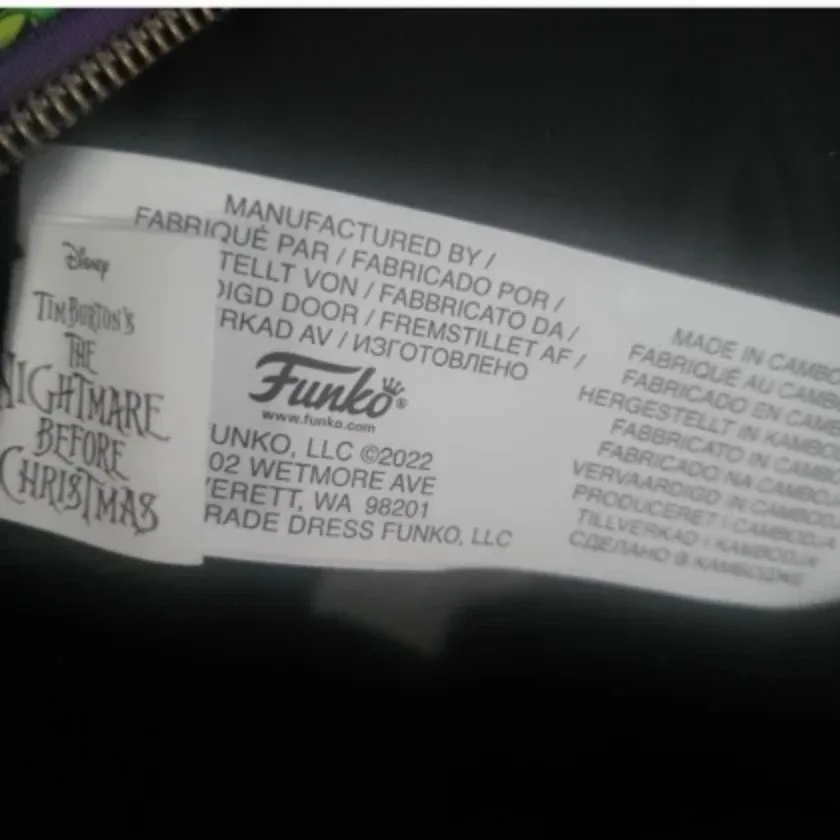 Disney
TIM BURTON'S
THE
NIGHTMARE
BEFORE
CHRISTMAS
MANUFACTURED BY /
FABRIQUÉ PAR / FABRICADO POR /
TELLT VON / FABBRICATO DA /
IGD DOOR / FREMSTILLET AF /
RKAD AV / ИЗГОТОВЛЕНО
Funko®
www.funko.com
UNKO, LLC ©2022
02 WETMORE AVE
ERETT, WA 98201
RADE DRESS FUNKO, LLC
MADE IN CAMBO
FABRIQUÉ AU CAMB
FABRICADO EN CAMB
HERGESTELLT IN KAMBO
FABBRICATO IN CAMBO
FABRICADO NA CAMBO
VERVAARDIGD IN CAMBOD
PRODUCERET I CAMBODJA
TILLVERKAD I KAMBODJA
СДЕЛАНО В КАМБОДЖЕ